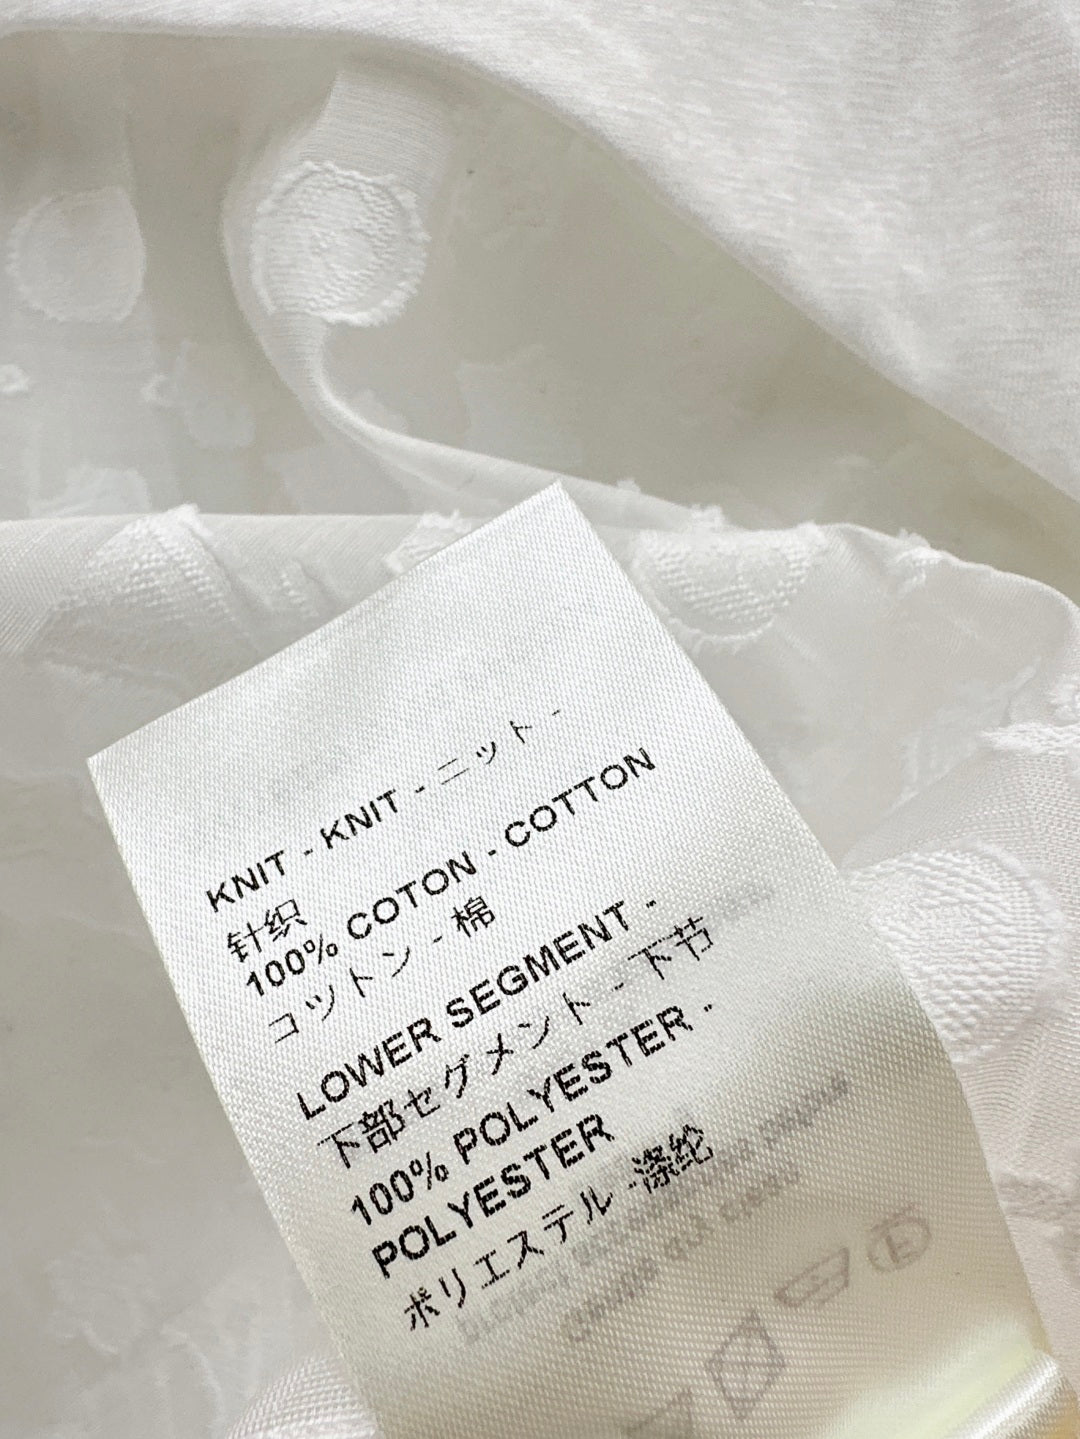 KNIT - KNIT - ニット -
针织
100% COTON - COTTON
コットン - 棉
LOWER SEGMENT -
下部セグメント - 下节
100% POLYESTER -
POLYESTER
ポリエステル -涤纶